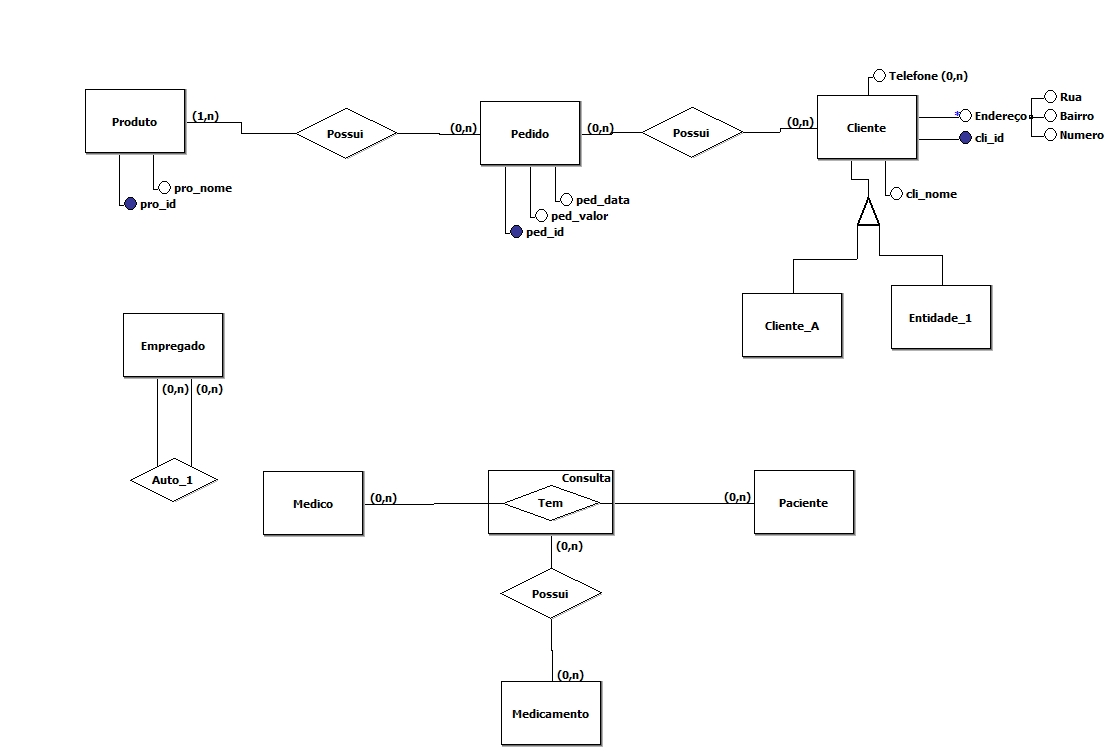 Telefone (0,n)
Rua
Produto
(1,n)
Possui
(0,n)
Pedido
(0,n)
Possui
(0,n)
Cliente
*
Endereço
Bairro
cli_id
Numero
pro_nome
pro_id
ped_data
ped_valor
ped_id
cli_nome
Cliente_A
Entidade_1
Empregado
(0,n)
(0,n)
Auto_1
Medico
(0,n)
Consulta
Tem
(0,n)
Paciente
(0,n)
Possui
(0,n)
Medicamento